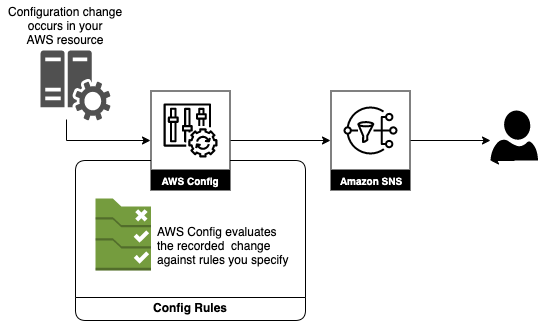 Configuration change
occurs in your
AWS resource
AWS Config
Amazon SNS
AWS Config evaluates
the recorded change
against rules you specify
Config Rules